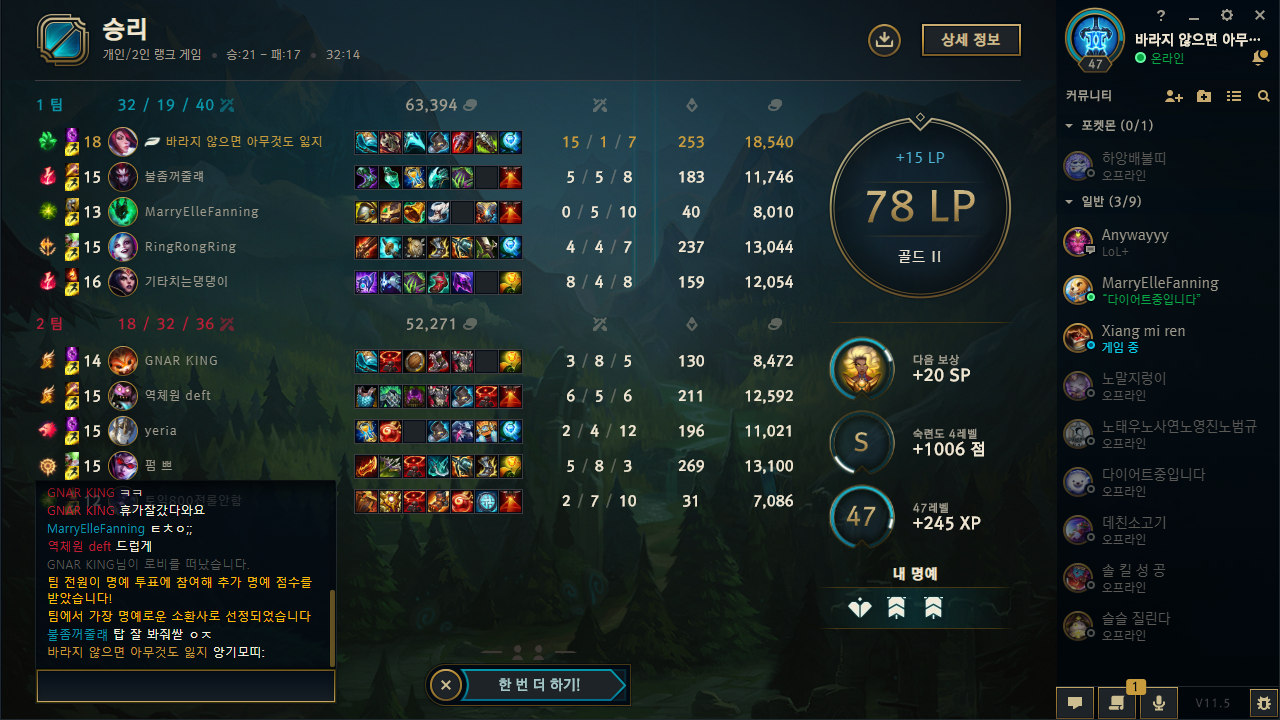 승리
개인/2인 랭크 게임 • 승:21 - 패:17 • 32:14
상세 정보
1 팀 32 / 19 / 40 63,394
18 바라지 않으면 아무것도 잃지 15 / 1 / 7 253 18,540
15 불좀꺼줄래 5 / 5 / 8 183 11,746
13 MarryElleFanning 0 / 5 / 10 40 8,010
15 RingRongRing 4 / 4 / 7 237 13,044
16 기타치는댕댕이 8 / 4 / 8 159 12,054
2 팀 18 / 32 / 36 52,271
14 GNAR KING 3 / 8 / 5 130 8,472
15 역체원 deft 6 / 5 / 6 211 12,592
15 yeria 2 / 4 / 12 196 11,021
15 펌 쁘 5 / 8 / 3 269 13,100
12 2 / 7 / 10 31 7,086
GNAR KING ㅋㅋ
GNAR KING 휴가잘갔다와요
MarryElleFanning ㅌㅊㅇ;;
역체원 deft 드럽게
GNAR KING님이 로비를 떠났습니다.
팀 전원이 명예 투표에 참여해 추가 명예 점수를
받았습니다!
팀에서 가장 명예로운 소환사로 선정되었습니다
불좀꺼줄래 탑 잘 봐줘싿 ㅇㅈ
바라지 않으면 아무것도 잃지 앙기모띠:
한 번 더 하기!
+15 LP
78 LP
골드 II
다음 보상
+20 SP
S
숙련도 4레벨
+1006 점
47
47레벨
+245 XP
내 명예
바라지 않으면 아무…
47
온라인
커뮤니티
포켓몬 (0/1)
하앙배불띠
오프라인
일반 (3/9)
Anywayyy
LoL+
MarryElleFanning
"다이어트중입니다"
Xiang mi ren
게임 중
노말지렁이
오프라인
노태우노사연노영진노범규
오프라인
다이어트중입니다
오프라인
데친소고기
오프라인
솔 킬 성 공
오프라인
슬슬 질린다
오프라인
1
V11.5